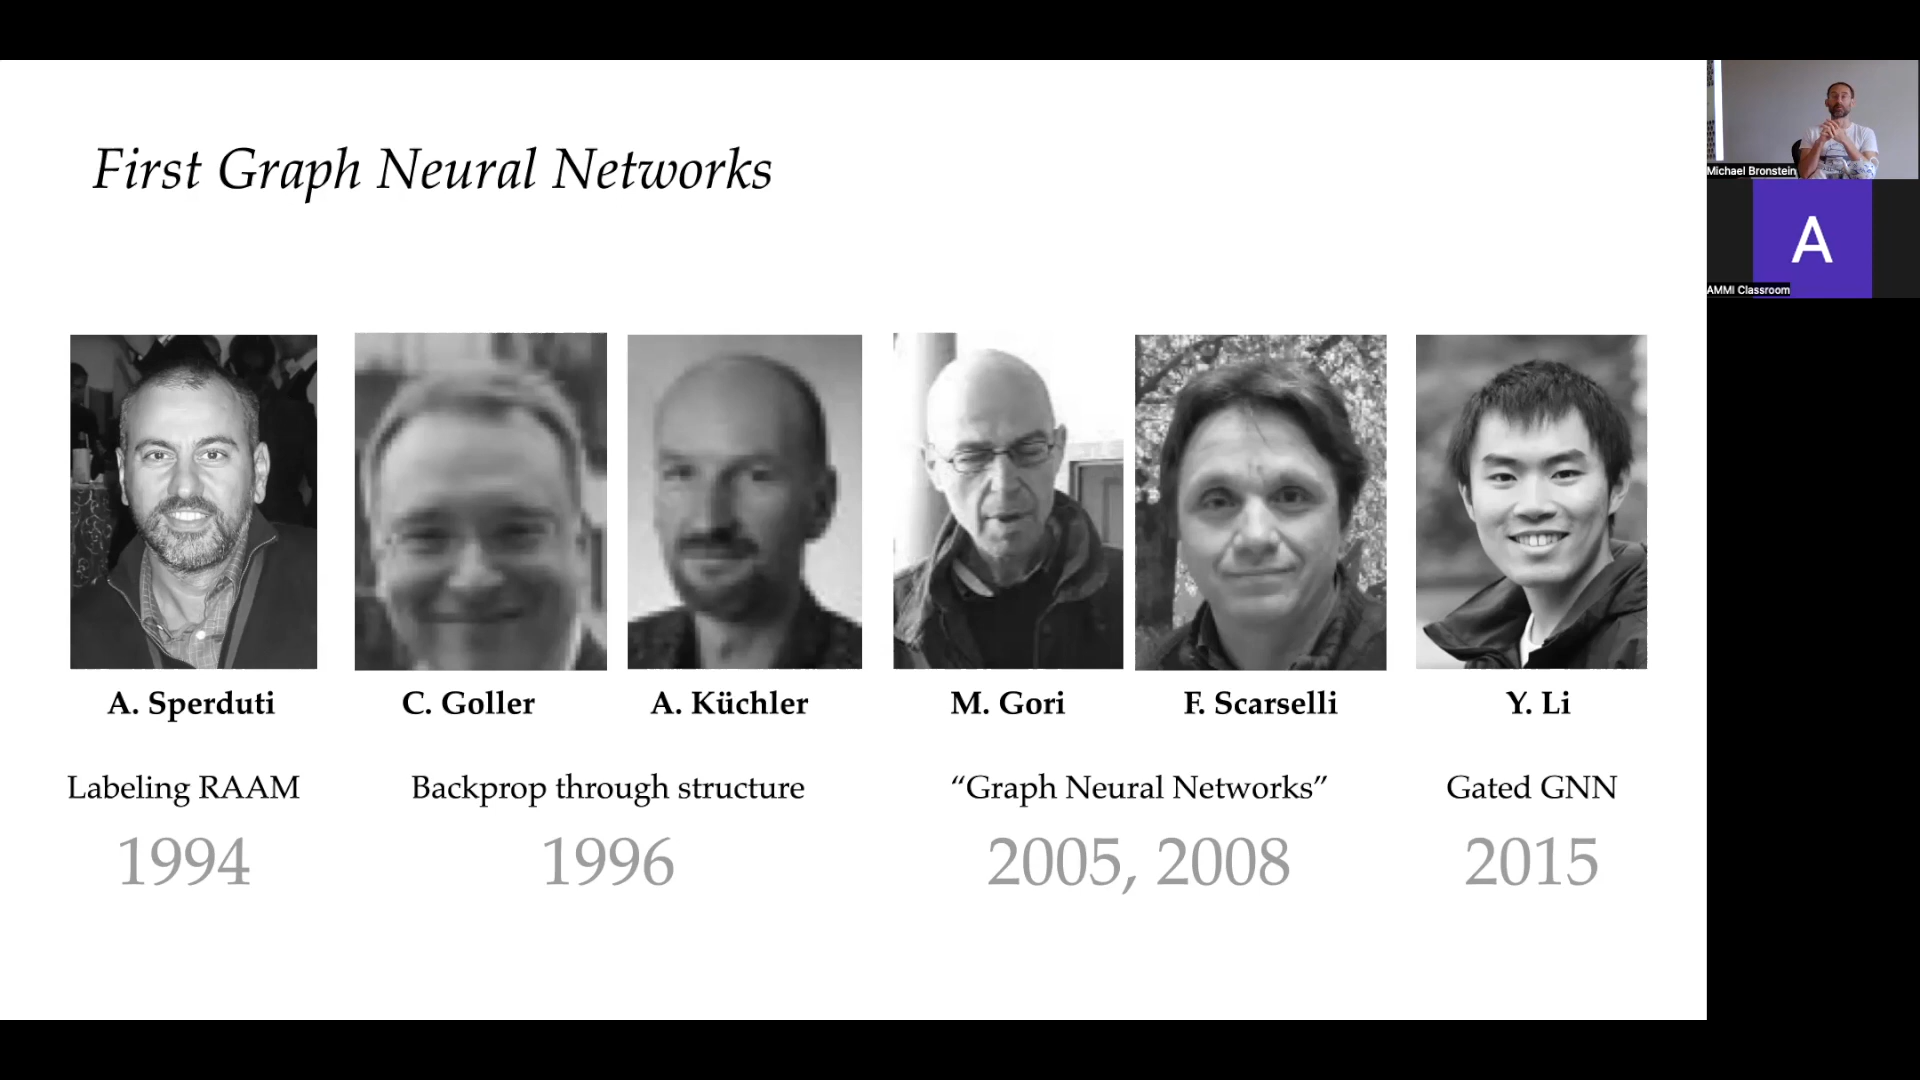 First Graph Neural Networks
A. Sperduti
C. Goller
A. Küchler
M. Gori
F. Scarselli
Y. Li
Labeling RAAM
Backprop through structure
“Graph Neural Networks”
Gated GNN
1994
1996
2005, 2008
2015
Michael Bronstein
A
AMMI Classroom